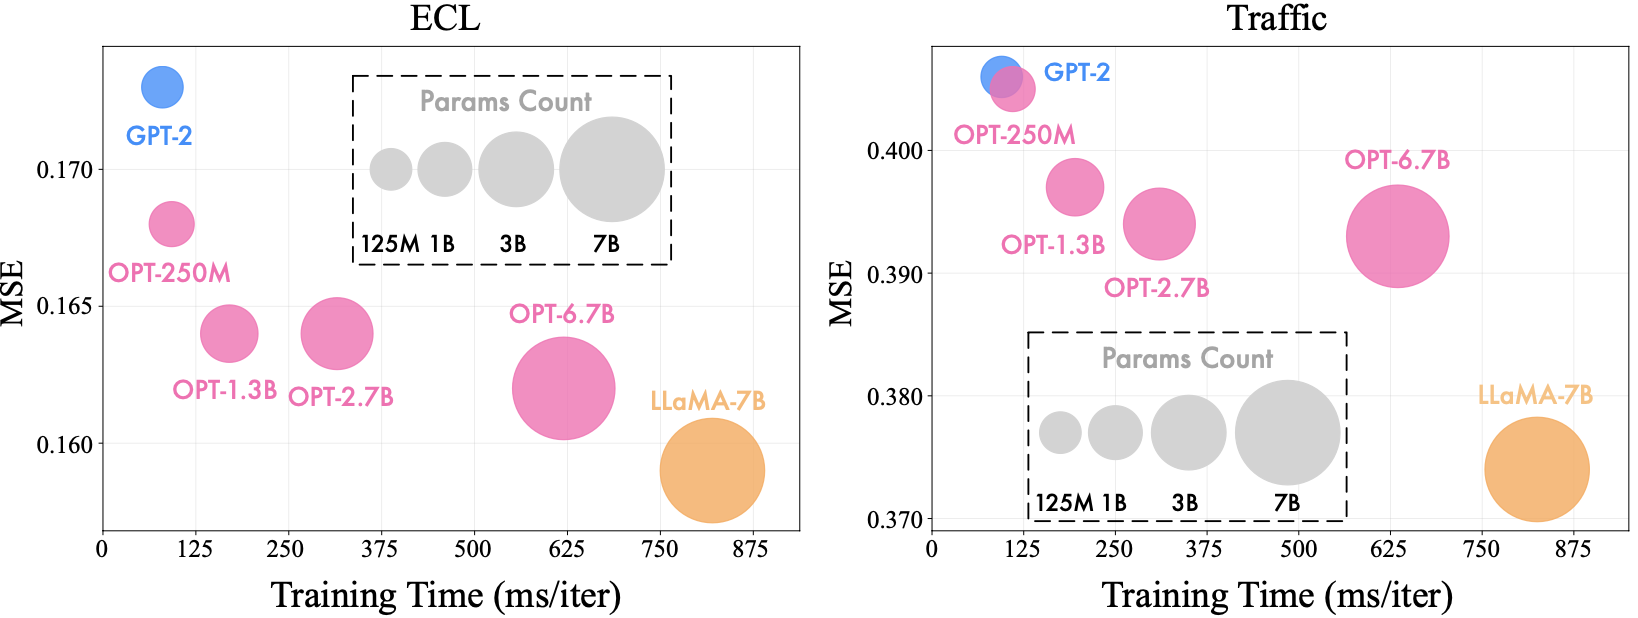 ECL
GPT-2
Params Count
125M 1B 3B 7B
0.170
OPT-250M
0.165
OPT-6.7B
OPT-1.3B
OPT-2.7B
LLaMA-7B
0.160
MSE
0 125 250 375 500 625 750 875
Training Time (ms/iter)
Traffic
GPT-2
OPT-250M
0.400
OPT-6.7B
OPT-1.3B
OPT-2.7B
0.390
Params Count
125M 1B 3B 7B
0.380
LLaMA-7B
0.370
MSE
0 125 250 375 500 625 750 875
Training Time (ms/iter)